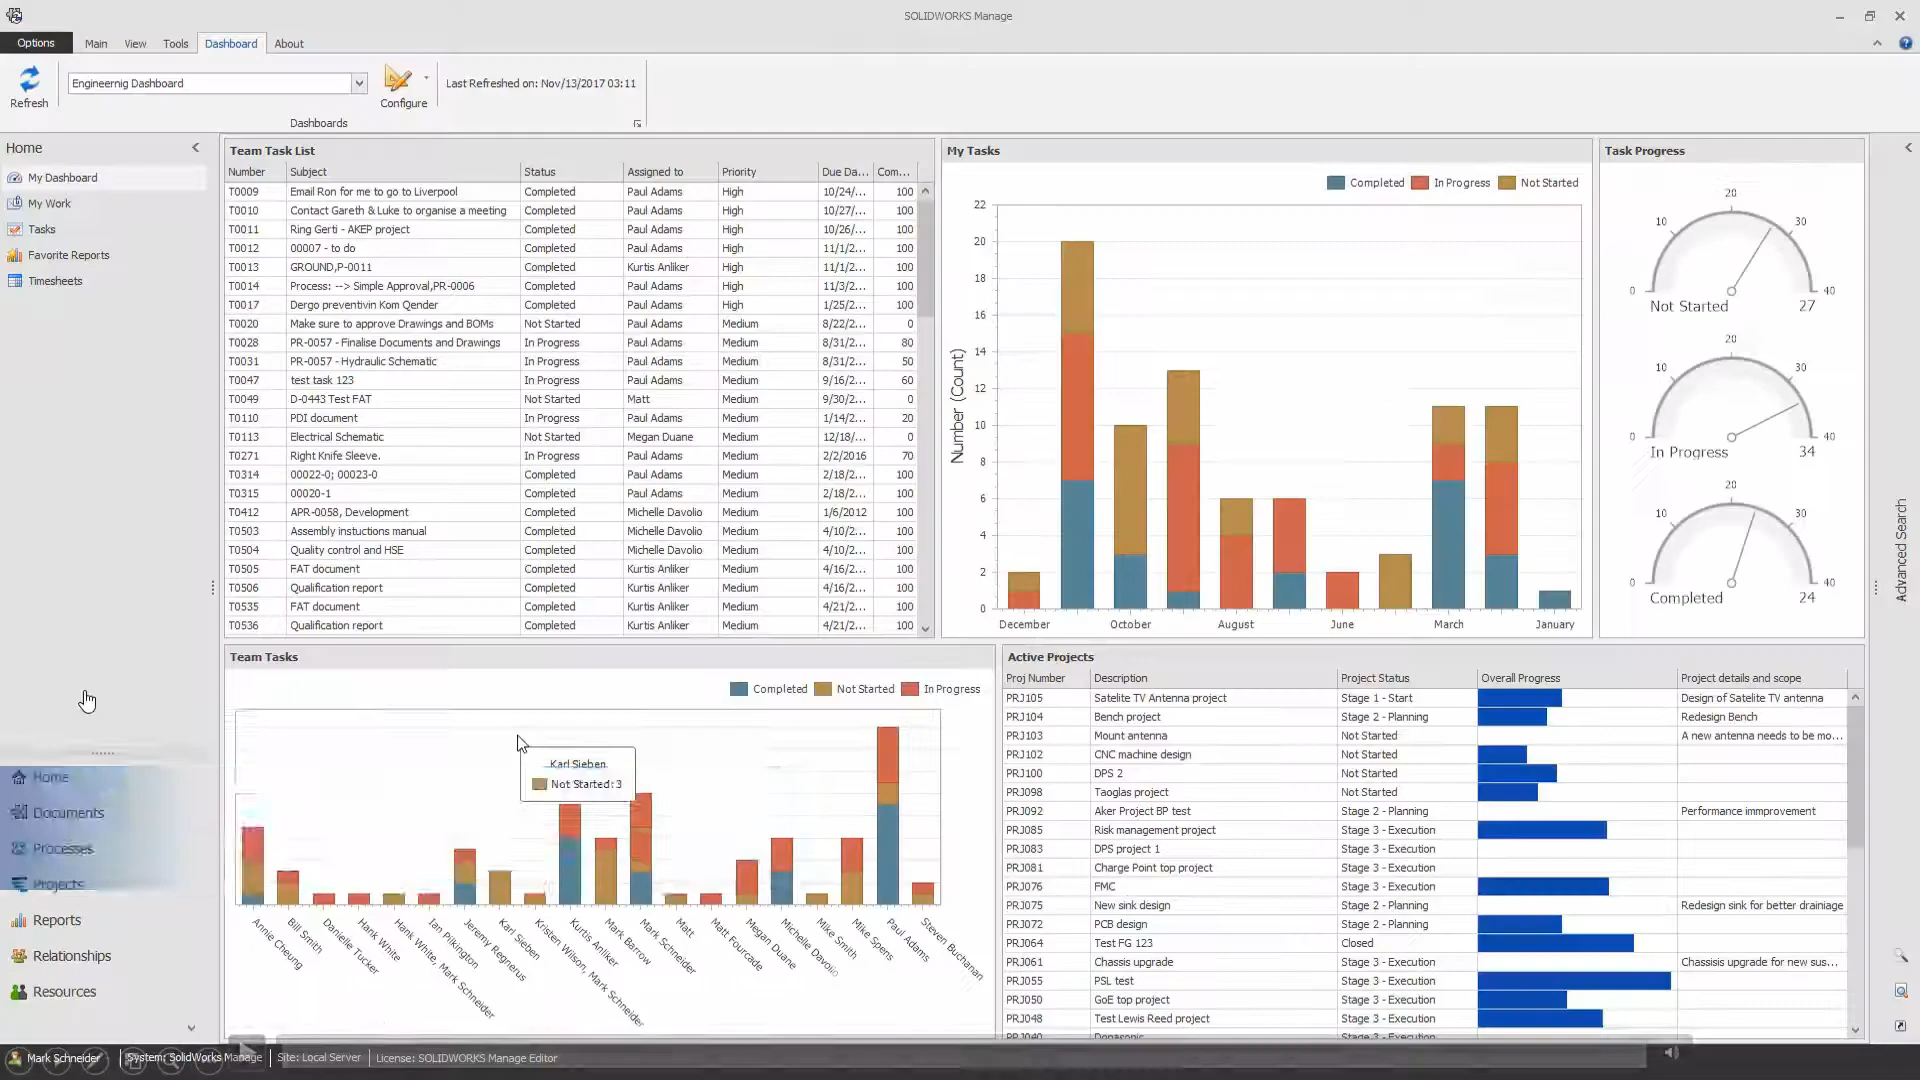 SOLIDWORKS Manage
Options Main View Tools Dashboard About
Engineernig Dashboard
Last Refreshed on: Nov/13/2017 03:11
Refresh
Configure
Dashboards
Home
My Dashboard
My Work
Tasks
Favorite Reports
Timesheets
Home
Documents
Processes
Projects
Reports
Relationships
Resources
Team Task List
Number Subject Status Assigned to Priority Due Da... Com...
T0009 Email Ron for me to go to Liverpool Completed Paul Adams High 10/24/... 100
T0010 Contact Gareth & Luke to organise a meeting Completed Paul Adams High 10/27/... 100
T0011 Ring Gerti - AKEP project Completed Paul Adams High 10/26/... 100
T0012 00007 - to do Completed Paul Adams High 11/1/2... 100
T0013 GROUND,P-0011 Completed Kurtis Anliker High 11/1/2... 100
T0014 Process: --> Simple Approval,PR-0006 Completed Paul Adams High 11/3/2... 100
T0017 Dergo preventivin Kom Qender Completed Paul Adams High 1/25/2... 100
T0020 Make sure to approve Drawings and BOMs Not Started Paul Adams Medium 8/22/2... 0
T0028 PR-0057 - Finalise Documents and Drawings In Progress Paul Adams Medium 8/31/2... 80
T0031 PR-0057 - Hydraulic Schematic In Progress Paul Adams Medium 8/31/2... 50
T0047 test task 123 In Progress Paul Adams Medium 9/16/2... 60
T0049 D-0443 Test FAT Not Started Matt Medium 9/30/2... 0
T0110 PDI document In Progress Paul Adams Medium 1/14/2... 20
T0113 Electrical Schematic Not Started Megan Duane Medium 12/18/... 0
T0271 Right Knife Sleeve. In Progress Paul Adams Medium 2/2/2016 70
T0314 00022-0; 00023-0 Completed Paul Adams Medium 2/18/2... 100
T0315 00020-1 Completed Paul Adams Medium 2/18/2... 100
T0412 APR-0058, Development Completed Michelle Davolio Medium 1/6/2012 100
T0503 Assembly instuctions manual Completed Michelle Davolio Medium 4/10/2... 100
T0504 Quality control and HSE Completed Michelle Davolio Medium 4/10/2... 100
T0505 FAT document Completed Kurtis Anliker Medium 4/16/2... 100
T0506 Qualification report Completed Kurtis Anliker Medium 4/16/2... 100
T0535 FAT document Completed Kurtis Anliker Medium 4/21/2... 100
T0536 Qualification report Completed Kurtis Anliker Medium 4/21/2... 100
My Tasks
Completed In Progress Not Started
Number (Count)
22
20
18
16
14
12
10
8
6
4
2
0
December October August June March January
Task Progress
0 10 20 30 40
Not Started 27
0 10 20 30 40
In Progress 34
0 10 20 30 40
Completed 24
Advanced Search
Team Tasks
Completed Not Started In Progress
Karl Sieben
Not Started: 3
Annie Cheung
Bill Smith
Danielle Tucker
Hank White
Hank White, Mark Schneider
Ian Pilkington
Jeremy Regnerus
Karl Sieben
Kristen Wilson, Mark Schneider
Kurtis Anliker
Mark Barrow
Mark Schneider
Matt
Matt Fourcade
Megan Duane
Michelle Davolio
Mike Smith
Mike Spens
Paul Adams
Steven Buchanan
Active Projects
Proj Number Description Project Status Overall Progress Project details and scope
PRJ105 Satelite TV Antenna project Stage 1 - Start Design of Satelite TV antenna
PRJ104 Bench project Stage 2 - Planning Redesign Bench
PRJ103 Mount antenna Not Started A new antenna needs to be mo...
PRJ102 CNC machine design Not Started
PRJ100 DPS 2 Not Started
PRJ098 Taoglas project Not Started
PRJ092 Aker Project BP test Stage 2 - Planning Performance immprovement
PRJ085 Risk management project Stage 3 - Execution
PRJ083 DPS project 1 Stage 3 - Execution
PRJ081 Charge Point top project Stage 3 - Execution
PRJ076 FMC Stage 3 - Execution
PRJ075 New sink design Stage 2 - Planning Redesign sink for better drainiage
PRJ072 PCB design Stage 2 - Planning
PRJ064 Test FG 123 Closed
PRJ061 Chassis upgrade Stage 3 - Execution Chassisis upgrade for new sus...
PRJ055 PSL test Stage 3 - Execution
PRJ050 GoE top project Stage 3 - Execution
PRJ048 Test Lewis Reed project Stage 3 - Execution
Mark Schneider System: SolidWorks Manage Site: Local Server License: SOLIDWORKS Manage Editor